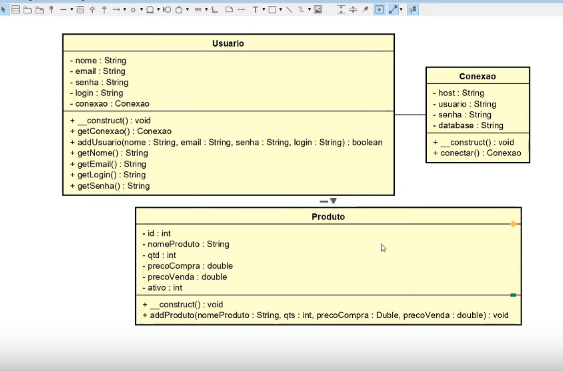 Usuario
- nome : String
- email : String
- senha : String
- login : String
- conexao : Conexao
+ __construct() : void
+ getConexao() : Conexao
+ addUsuario(nome : String, email : String, senha : String, login : String) : boolean
+ getNome() : String
+ getEmail() : String
+ getLogin() : String
+ getSenha() : String
Conexao
- host : String
- usuario : String
- senha : String
- database : String
+ __construct() : void
+ conectar() : Conexao
Produto
- id : int
- nomeProduto : String
- qtd : int
- precoCompra : double
- precoVenda : double
- ativo : int
+ __construct() : void
+ addProduto(nomeProduto : String, qts : int, precoCompra : Duble, precoVenda : double) : void